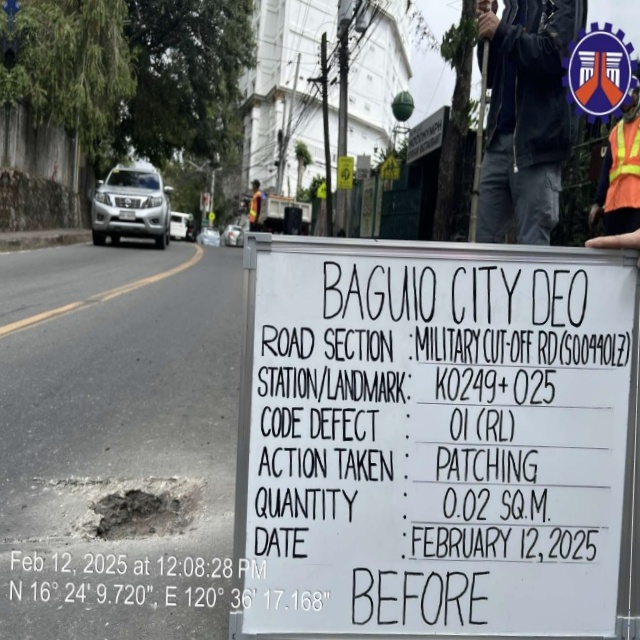 BAGUIO CITY DEO
ROAD SECTION : MILITARY CUT-OFF RD (S00440LZ)
STATION/LANDMARK: K0249+025
CODE DEFECT : 01 (RL)
ACTION TAKEN : PATCHING
QUANTITY : 0.02 SQ.M.
DATE : FEBRUARY 12, 2025
BEFORE
Feb 12, 2025 at 12:08:28 PM
N 16° 24' 9.720", E 120° 36' 17.168"